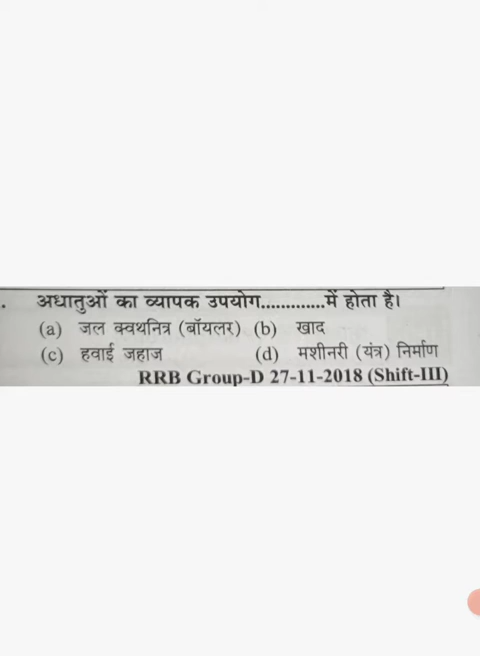 . अधातुओं का व्यापक उपयोग.............में होता है।
(a) जल क्वथनित्र (बॉयलर) (b) खाद
(c) हवाई जहाज (d) मशीनरी (यंत्र) निर्माण
RRB Group-D 27-11-2018 (Shift-III)